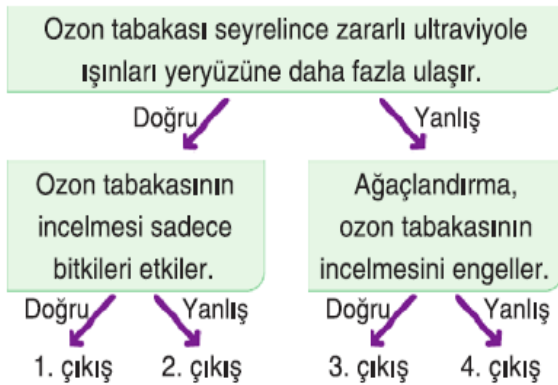 Ozon tabakası seyrelince zararlı ultraviyole
ışınları yeryüzüne daha fazla ulaşır.
Doğru Yanlış
Ozon tabakasının
incelmesi sadece
bitkileri etkiler.
Ağaçlandırma,
ozon tabakasının
incelmesini engeller.
Doğru Yanlış Doğru Yanlış
1. çıkış 2. çıkış 3. çıkış 4. çıkış